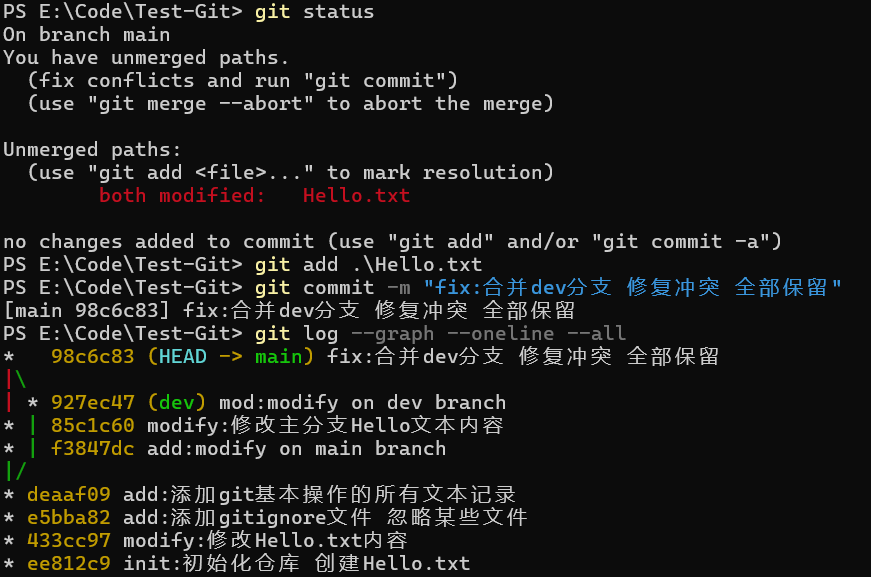 PS E:\Code\Test-Git> git status
On branch main
You have unmerged paths.
  (fix conflicts and run "git commit")
  (use "git merge --abort" to abort the merge)

Unmerged paths:
  (use "git add <file>..." to mark resolution)
        both modified:   Hello.txt

no changes added to commit (use "git add" and/or "git commit -a")
PS E:\Code\Test-Git> git add .\Hello.txt
PS E:\Code\Test-Git> git commit -m "fix:合并dev分支 修复冲突 全部保留"
[main 98c6c83] fix:合并dev分支 修复冲突 全部保留
PS E:\Code\Test-Git> git log --graph --oneline --all
*   98c6c83 (HEAD -> main) fix:合并dev分支 修复冲突 全部保留
|\
| * 927ec47 (dev) mod:modify on dev branch
* | 85c1c60 modify:修改主分支Hello文本内容
* | f3847dc add:modify on main branch
|/
* deaaf09 add:添加git基本操作的所有文本记录
* e5bba82 add:添加gitignore文件 忽略某些文件
* 433cc97 modify:修改Hello.txt内容
* ee812c9 init:初始化仓库 创建Hello.txt